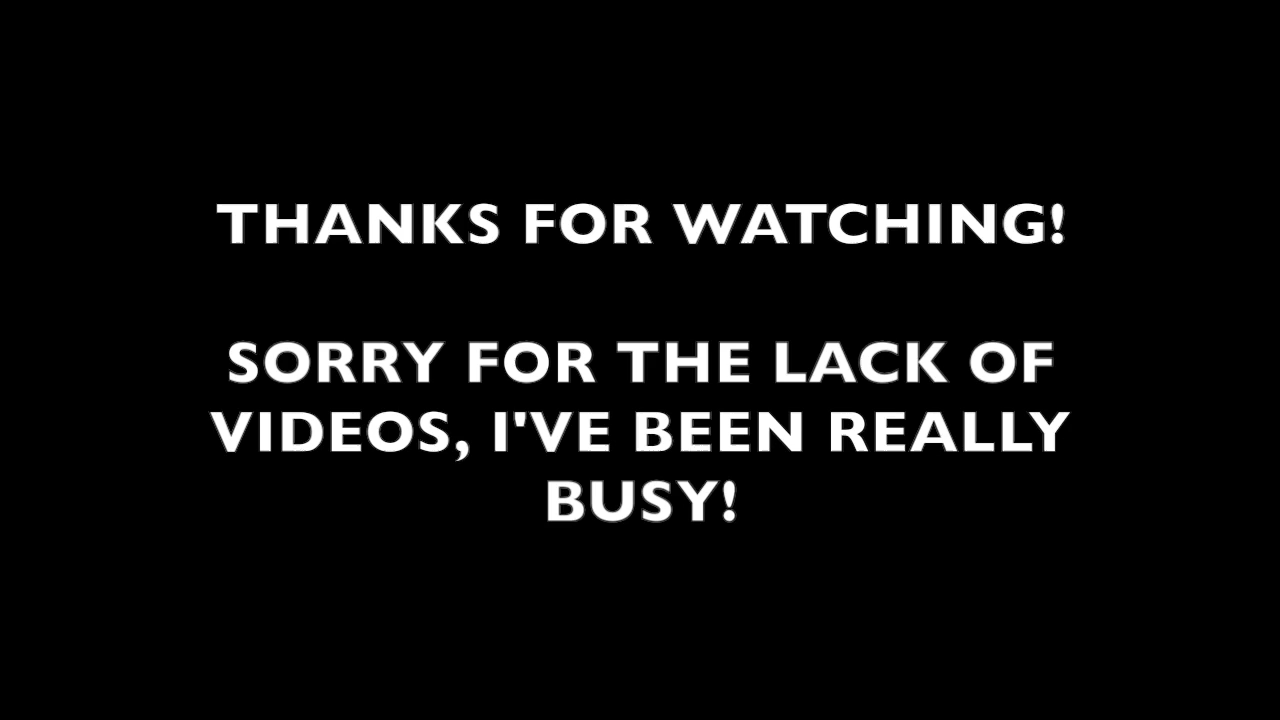 THANKS FOR WATCHING!
SORRY FOR THE LACK OF
VIDEOS, I'VE BEEN REALLY
BUSY!